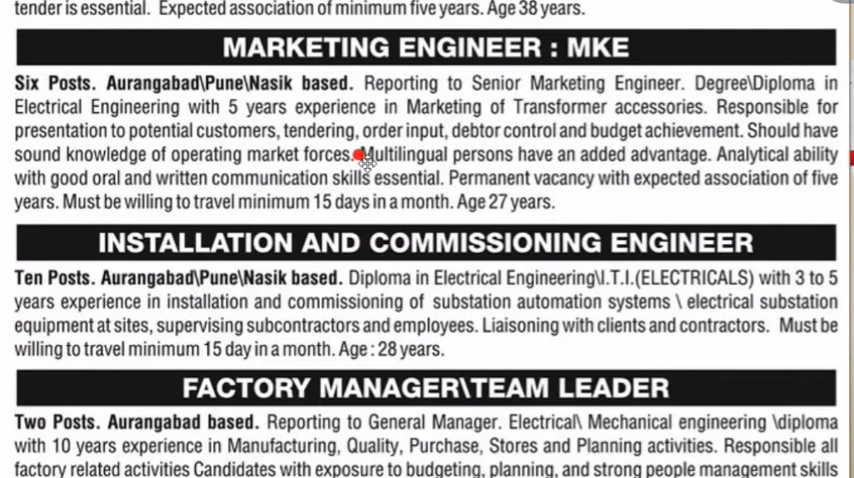 tender is essential. Expected association of minimum five years. Age 38 years.
MARKETING ENGINEER : MKE
Six Posts. Aurangabad\Pune\Nasik based. Reporting to Senior Marketing Engineer. Degree\Diploma in
Electrical Engineering with 5 years experience in Marketing of Transformer accessories. Responsible for
presentation to potential customers, tendering, order input, debtor control and budget achievement. Should have
sound knowledge of operating market forces. Multilingual persons have an added advantage. Analytical ability
with good oral and written communication skills essential. Permanent vacancy with expected association of five
years. Must be willing to travel minimum 15 days in a month. Age 27 years.
INSTALLATION AND COMMISSIONING ENGINEER
Ten Posts. Aurangabad\Pune\Nasik based. Diploma in Electrical Engineering\I.T.I.(ELECTRICALS) with 3 to 5
years experience in installation and commissioning of substation automation systems \ electrical substation
equipment at sites, supervising subcontractors and employees. Liaisoning with clients and contractors. Must be
willing to travel minimum 15 day in a month. Age : 28 years.
FACTORY MANAGER\TEAM LEADER
Two Posts. Aurangabad based. Reporting to General Manager. Electrical\ Mechanical engineering \diploma
with 10 years experience in Manufacturing, Quality, Purchase, Stores and Planning activities. Responsible all
factory related activities Candidates with exposure to budgeting, planning, and strong people management skills